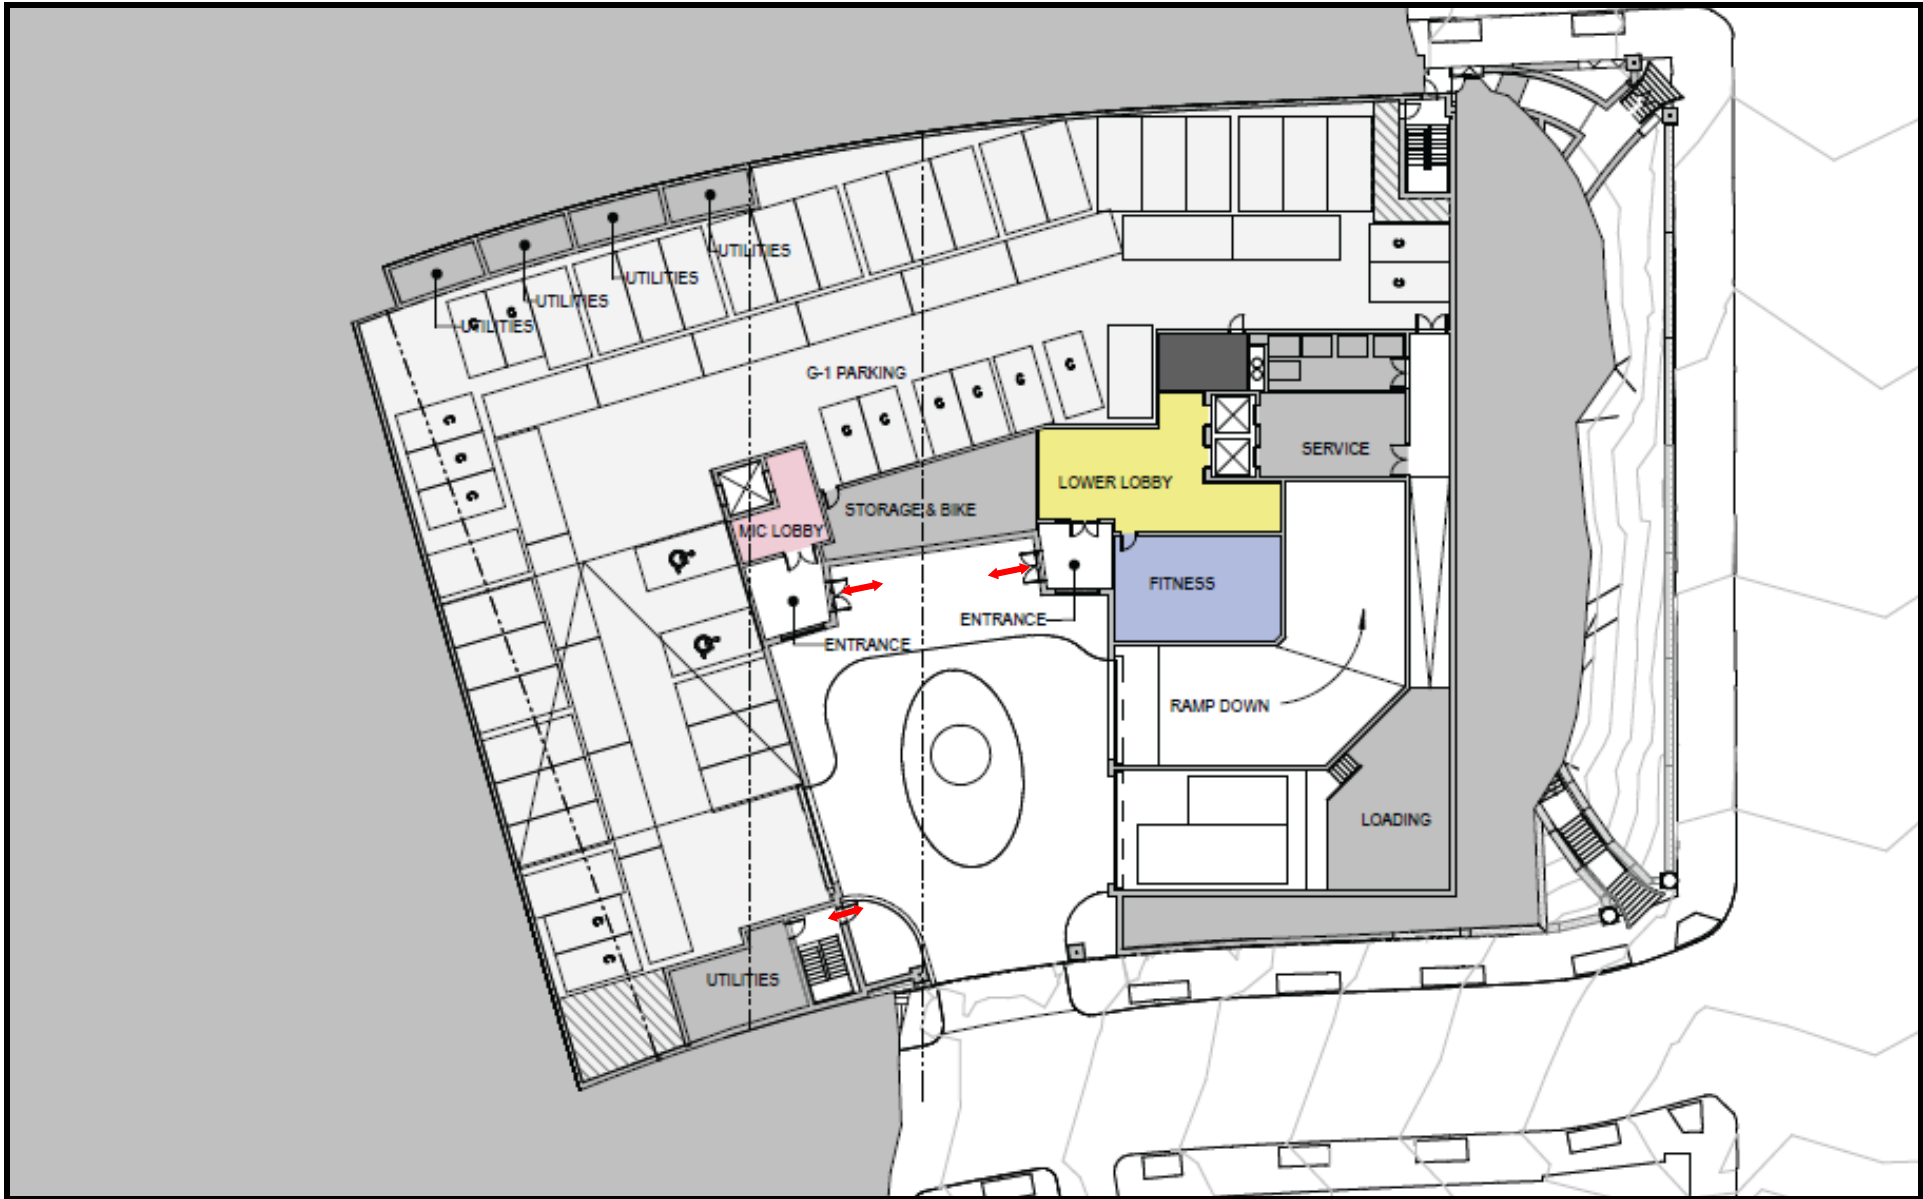 UTILITIES
UTILITIES
UTILITIES
UTILITIES
C
C
C
C
G-1 PARKING
C
C
C
C
C
C
C
C
C
SERVICE
LOWER LOBBY
STORAGE & BIKE
MIC LOBBY
FITNESS
ENTRANCE
ENTRANCE
RAMP DOWN
LOADING
C
C
UTILITIES